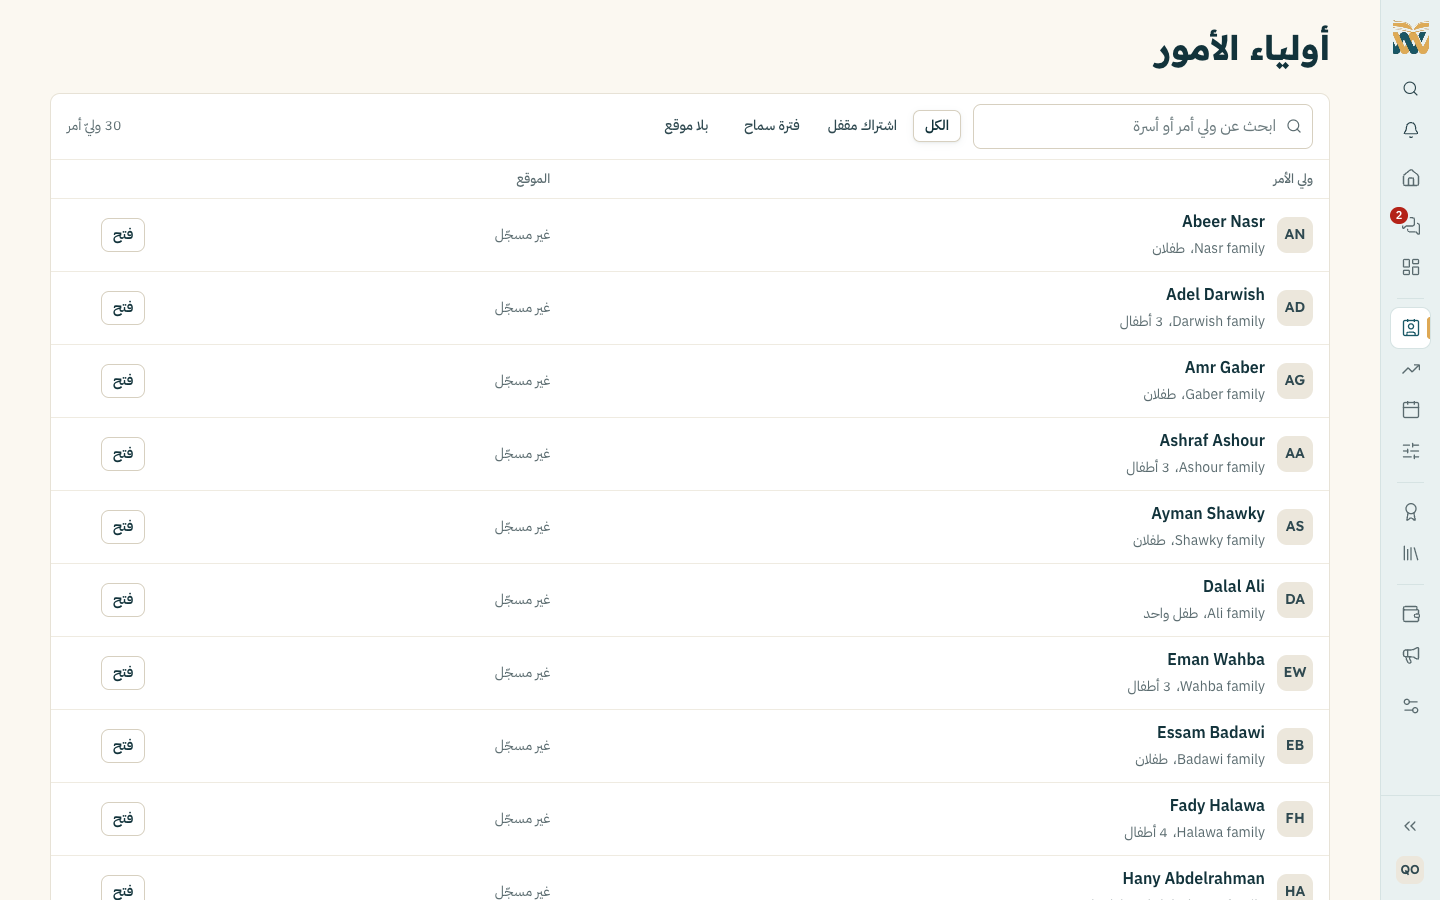 أولياء الأمور
ابحث عن ولي أمر أو أسرة
الكل
اشتراك مقفل
فترة سماح
بلا موقع
30 وليّ أمر
ولي الأمر
الموقع
AN
Abeer Nasr
Nasr family، طفلان
غير مسجّل
فتح
AD
Adel Darwish
Darwish family، 3 أطفال
غير مسجّل
فتح
AG
Amr Gaber
Gaber family، طفلان
غير مسجّل
فتح
AA
Ashraf Ashour
Ashour family، 3 أطفال
غير مسجّل
فتح
AS
Ayman Shawky
Shawky family، طفلان
غير مسجّل
فتح
DA
Dalal Ali
Ali family، طفل واحد
غير مسجّل
فتح
EW
Eman Wahba
Wahba family، 3 أطفال
غير مسجّل
فتح
EB
Essam Badawi
Badawi family، طفلان
غير مسجّل
فتح
FH
Fady Halawa
Halawa family، 4 أطفال
غير مسجّل
فتح
HA
Hany Abdelrahman
غير مسجّل
فتح
2
QO